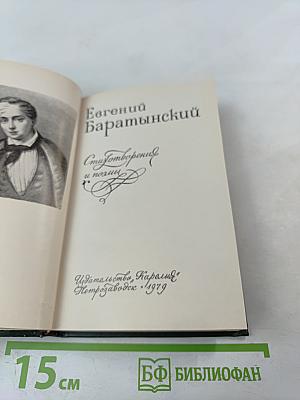 Евгений
Баратынский
Стихотворения
и поэмы
Издательство „Карелия“
Петрозаводск • 1979
15 см
БФ БИБЛИОФАН